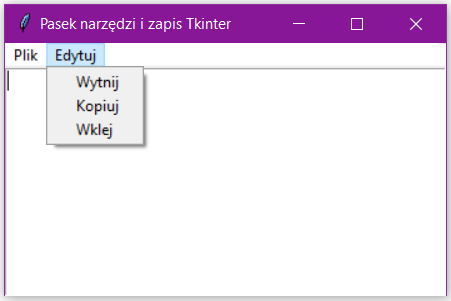 Pasek narzędzi i zapis Tkinter
Plik Edytuj
Wytnij
Kopiuj
Wklej